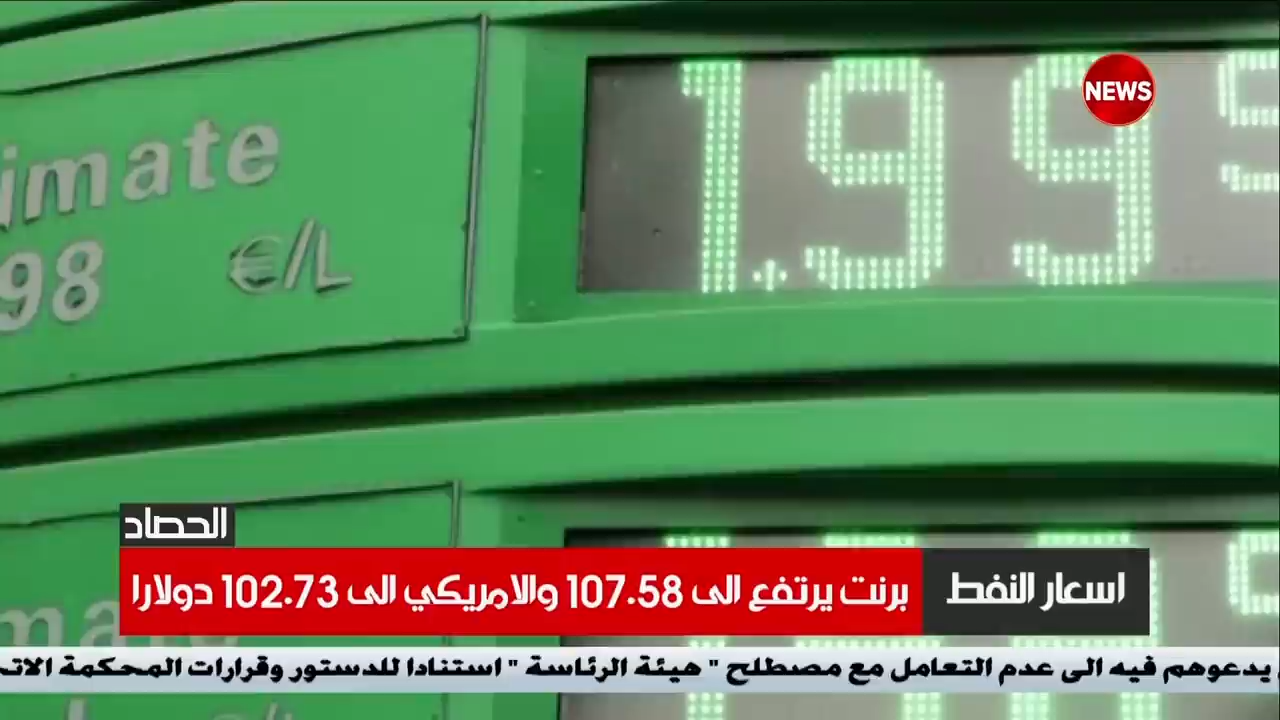 NEWS
1.99
imate
98 €/L
الحصاد
اسعار النفط
برنت يرتفع الى 107.58 والامريكي الى 102.73 دولارا
يدعوهم فيه الى عدم التعامل مع مصطلح " هيئة الرئاسة " استنادا للدستور وقرارات المحكمة